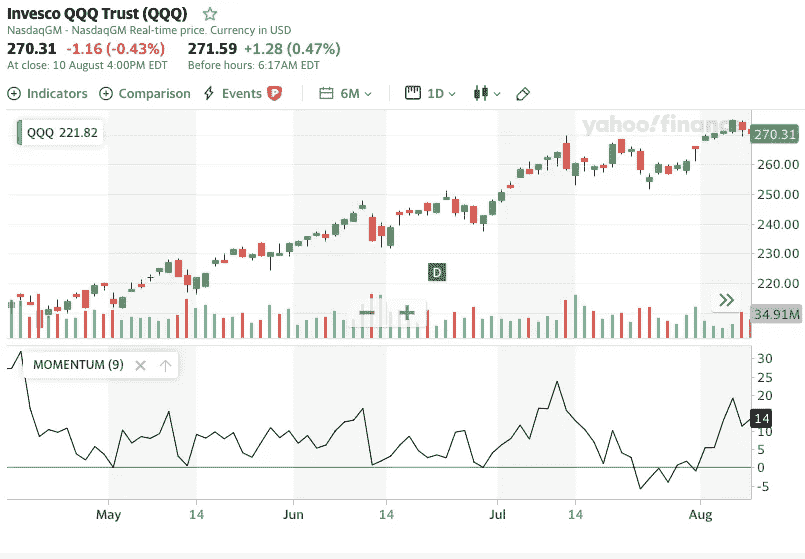 Invesco QQQ Trust (QQQ)
NasdaqGM - NasdaqGM Real-time price. Currency in USD
270.31 -1.16 (-0.43%) 271.59 +1.28 (0.47%)
At close: 10 August 4:00PM EDT Before hours: 6:17AM EDT
Indicators Comparison Events P 6M 1D
QQQ 221.82
yahoo!finance
270.31
260.00
250.00
240.00
230.00
220.00
D
34.91M
MOMENTUM (9)
30
25
20
14
10
5
0
-5
May 14 Jun 14 Jul 14 Aug